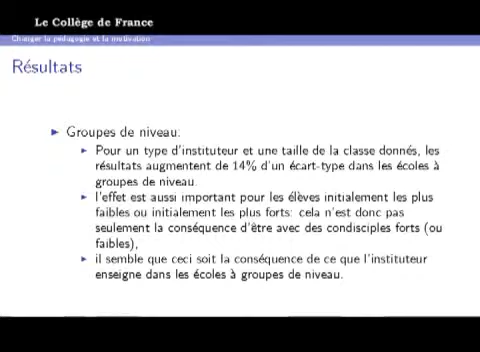 Le Collège de France
Changer la pédagogie et la motivation
Résultats
Groupes de niveau:
Pour un type d'instituteur et une taille de la classe donnés, les
résultats augmentent de 14% d'un écart-type dans les écoles à
groupes de niveau.
l'effet est aussi important pour les élèves initialement les plus
faibles ou initialement les plus forts: cela n'est donc pas
seulement la conséquence d'être avec des condisciples forts (ou
faibles),
il semble que ceci soit la conséquence de ce que l'instituteur
enseigne dans les écoles à groupes de niveau.